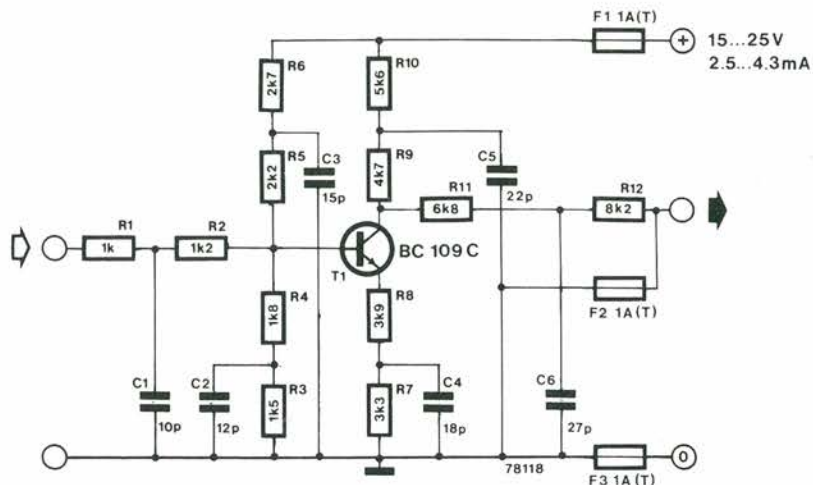 F1 1A(T)
+
15...25V
2.5...4.3mA
R6
2k7
R10
5k6
R5
2k2
C3
15p
R9
4k7
C5
22p
R11
6k8
R12
8k2
R1
1k
R2
1k2
BC 109 C
T1
R4
1k8
R8
3k9
F2 1A(T)
C1
10p
C2
12p
R3
1k5
R7
3k3
C4
18p
C6
27p
78118
0
F3 1A(T)